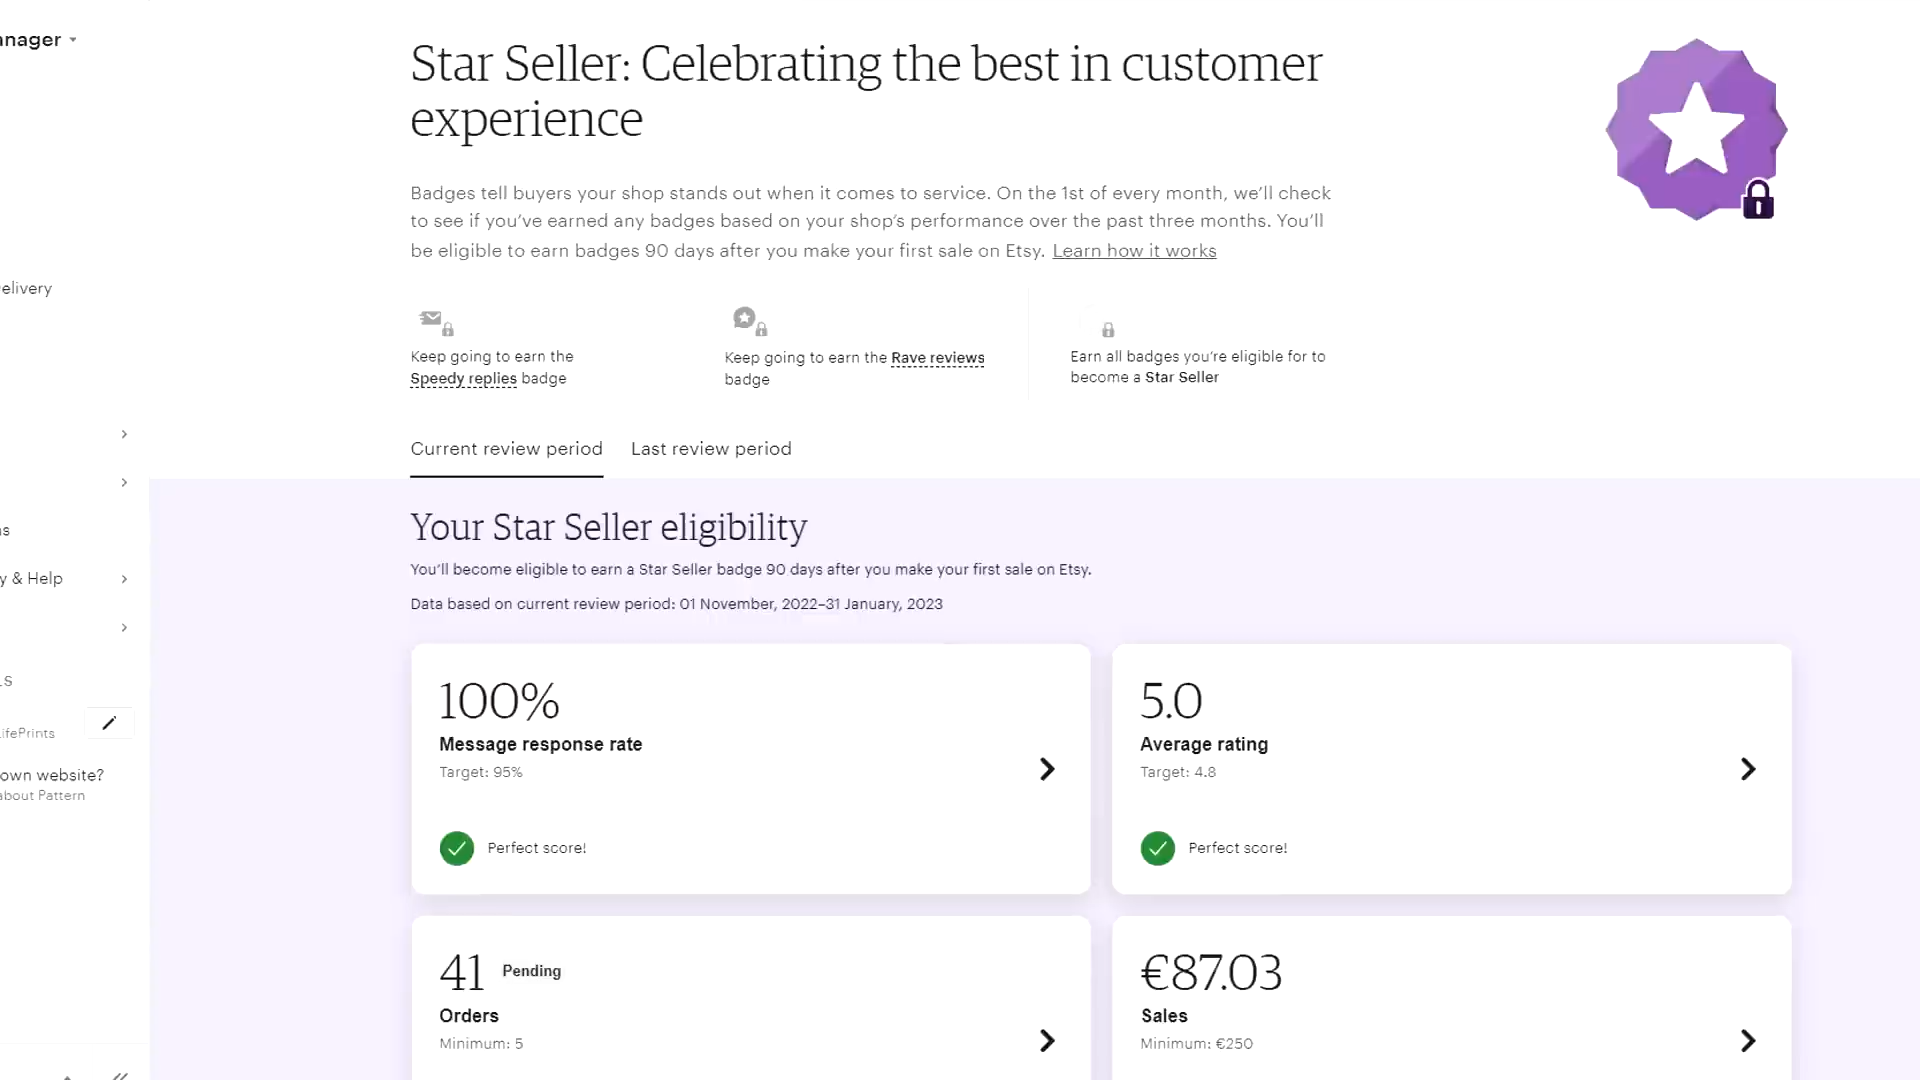 anager
elivery
s
y & Help
LS
ifePrints
own website?
about Pattern
Star Seller: Celebrating the best in customer
experience
Badges tell buyers your shop stands out when it comes to service. On the 1st of every month, we’ll check
to see if you’ve earned any badges based on your shop’s performance over the past three months. You’ll
be eligible to earn badges 90 days after you make your first sale on Etsy. Learn how it works
Keep going to earn the
Speedy replies badge
Keep going to earn the Rave reviews
badge
Earn all badges you’re eligible for to
become a Star Seller
Current review period
Last review period
Your Star Seller eligibility
You’ll become eligible to earn a Star Seller badge 90 days after you make your first sale on Etsy.
Data based on current review period: 01 November, 2022–31 January, 2023
100%
Message response rate
Target: 95%
Perfect score!
5.0
Average rating
Target: 4.8
Perfect score!
41 Pending
Orders
Minimum: 5
€87.03
Sales
Minimum: €250